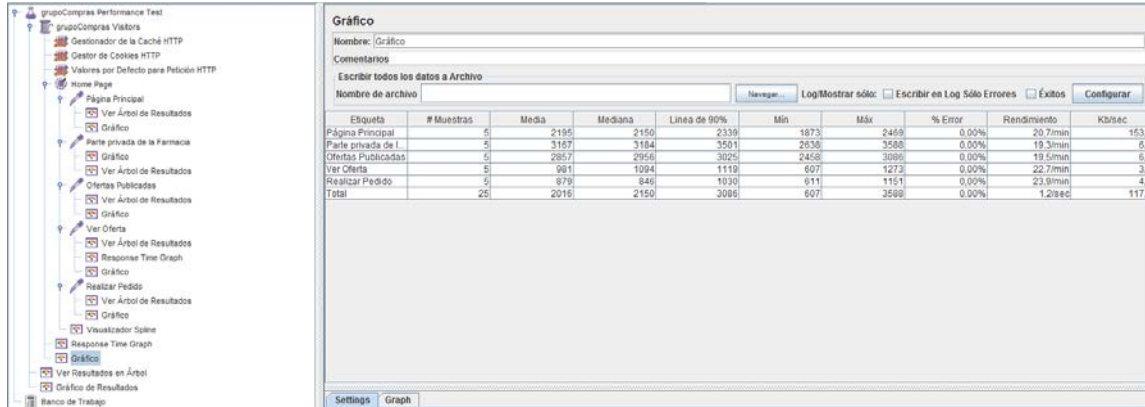 grupoCompras Performance Test
grupoCompras Visitors
Gestionador de la Caché HTTP
Gestor de Cookies HTTP
Valores por Defecto para Petición HTTP
Home Page
Página Principal
Ver Árbol de Resultados
Gráfico
Parte privada de la Farmacia
Gráfico
Ver Árbol de Resultados
Ofertas Publicadas
Ver Árbol de Resultados
Gráfico
Ver Oferta
Ver Árbol de Resultados
Response Time Graph
Gráfico
Realizar Pedido
Ver Árbol de Resultados
Gráfico
Visualizador Spline
Response Time Graph
Gráfico
Ver Resultados en Árbol
Gráfico de Resultados
Banco de Trabajo
Gráfico
Nombre: Gráfico
Comentarios
Escribir todos los datos a Archivo
Nombre de archivo Navegar... Log/Mostrar sólo: Escribir en Log Sólo Errores Éxitos Configurar
Etiqueta # Muestras Media Mediana Linea de 90% Mín Máx % Error Rendimiento Kb/sec
Página Principal 5 2195 2150 2339 1873 2469 0,00% 20,7/min 153,
Parte privada de l... 5 3167 3184 3501 2638 3588 0,00% 19,3/min 6,
Ofertas Publicadas 5 2857 2956 3025 2458 3086 0,00% 19,5/min 6,
Ver Oferta 5 981 1094 1119 607 1273 0,00% 22,7/min 3,
Realizar Pedido 5 879 846 1030 611 1151 0,00% 23,9/min 4,
Total 25 2016 2150 3086 607 3588 0,00% 1,2/sec 117,
Settings Graph